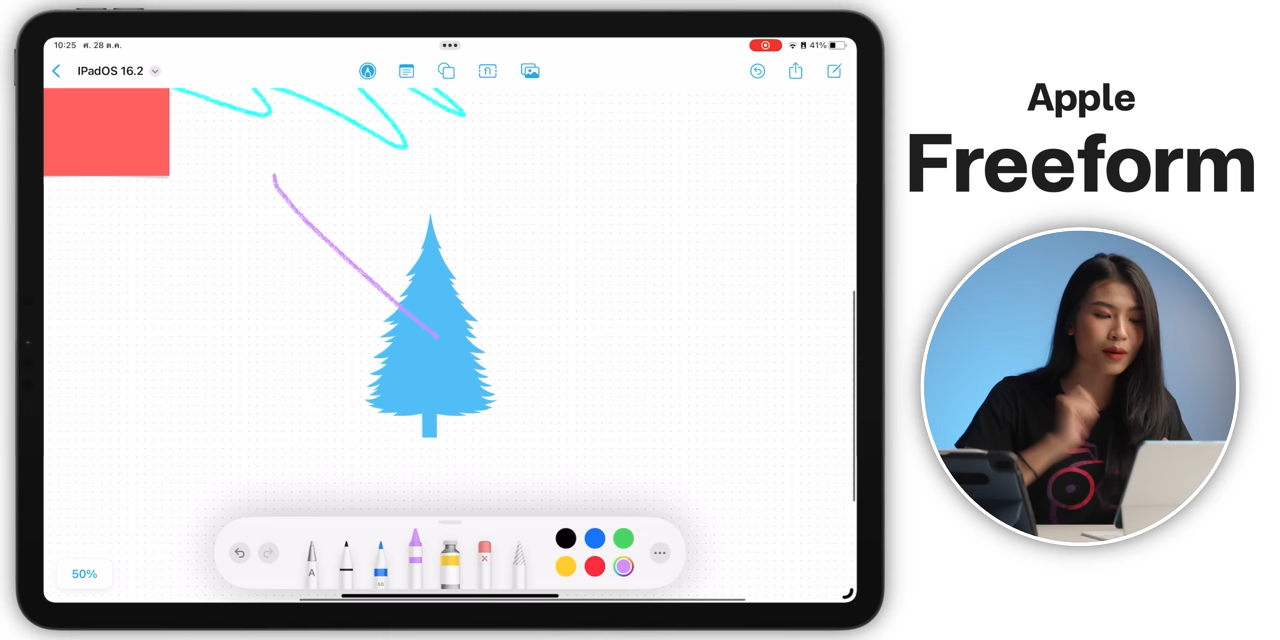 10:25 ศ. 28 ต.ค.
41%
IPadOS 16.2
Apple
Freeform
A
50%